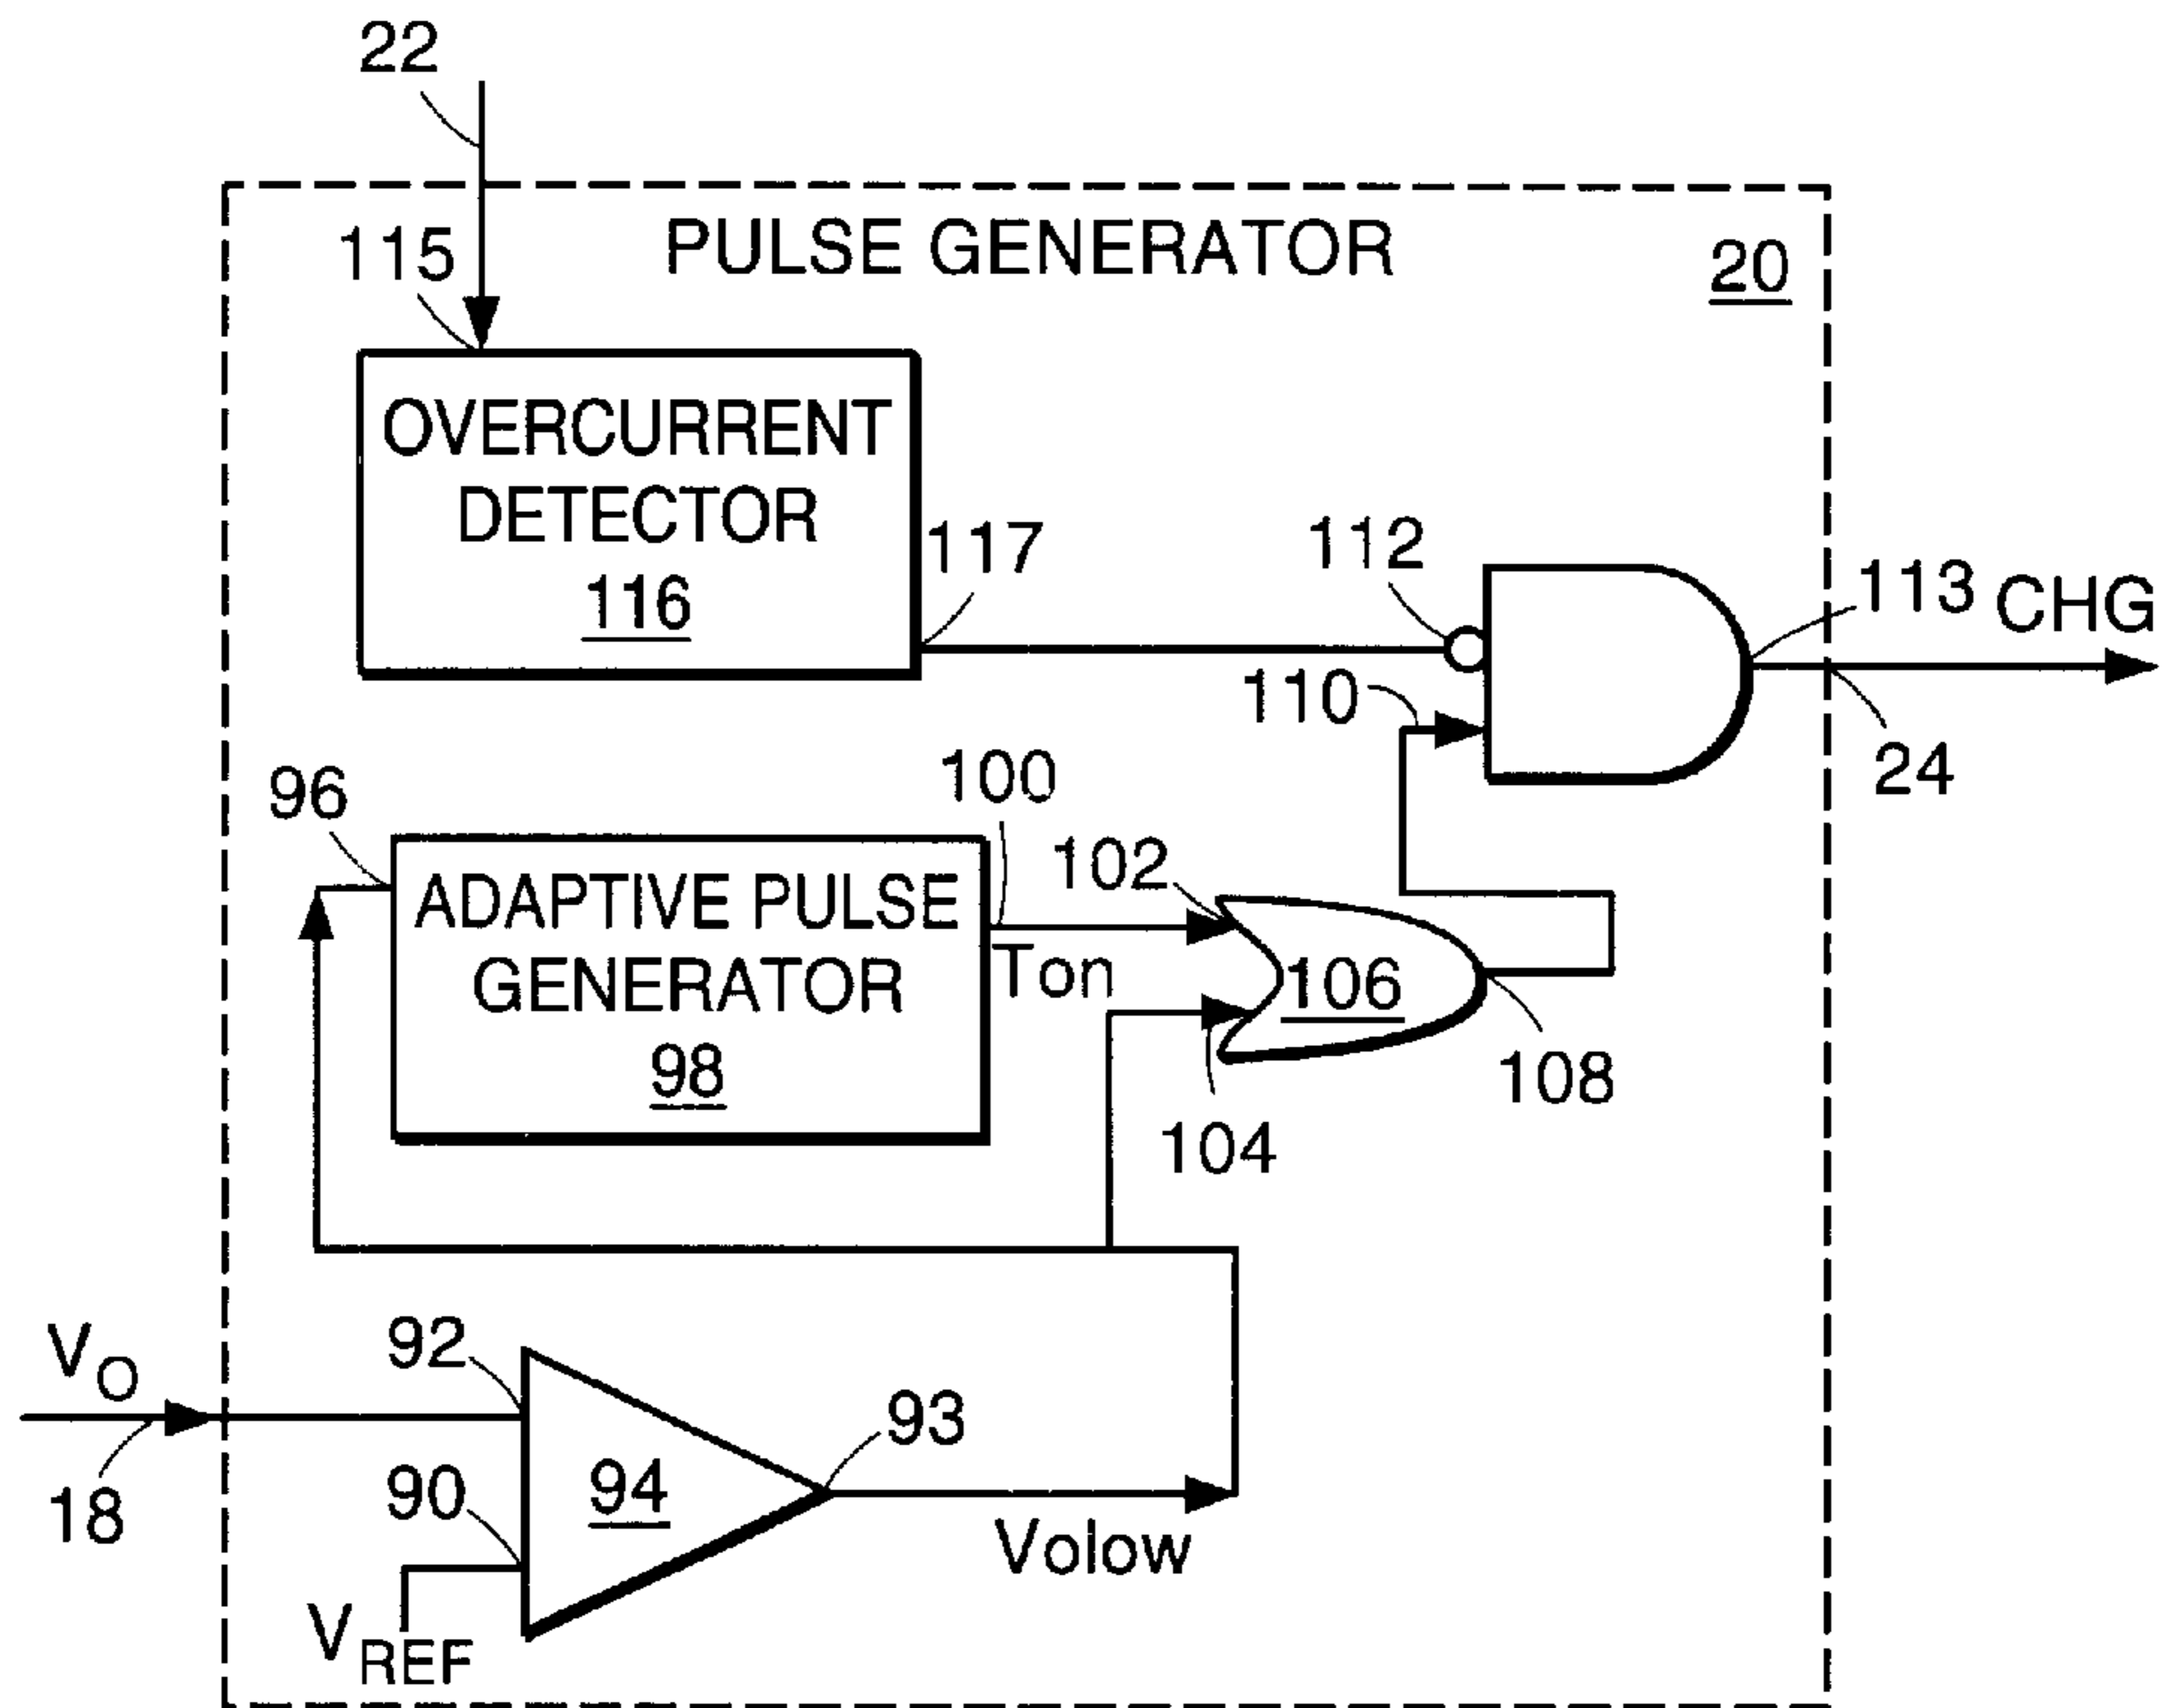 22
115
PULSE GENERATOR
20
OVERCURRENT
DETECTOR
116
117
112
113
CHG
110
24
96
100
102
ADAPTIVE PULSE
GENERATOR
98
Ton
106
104
108
V_O
18
92
90
94
93
Volow
V_REF